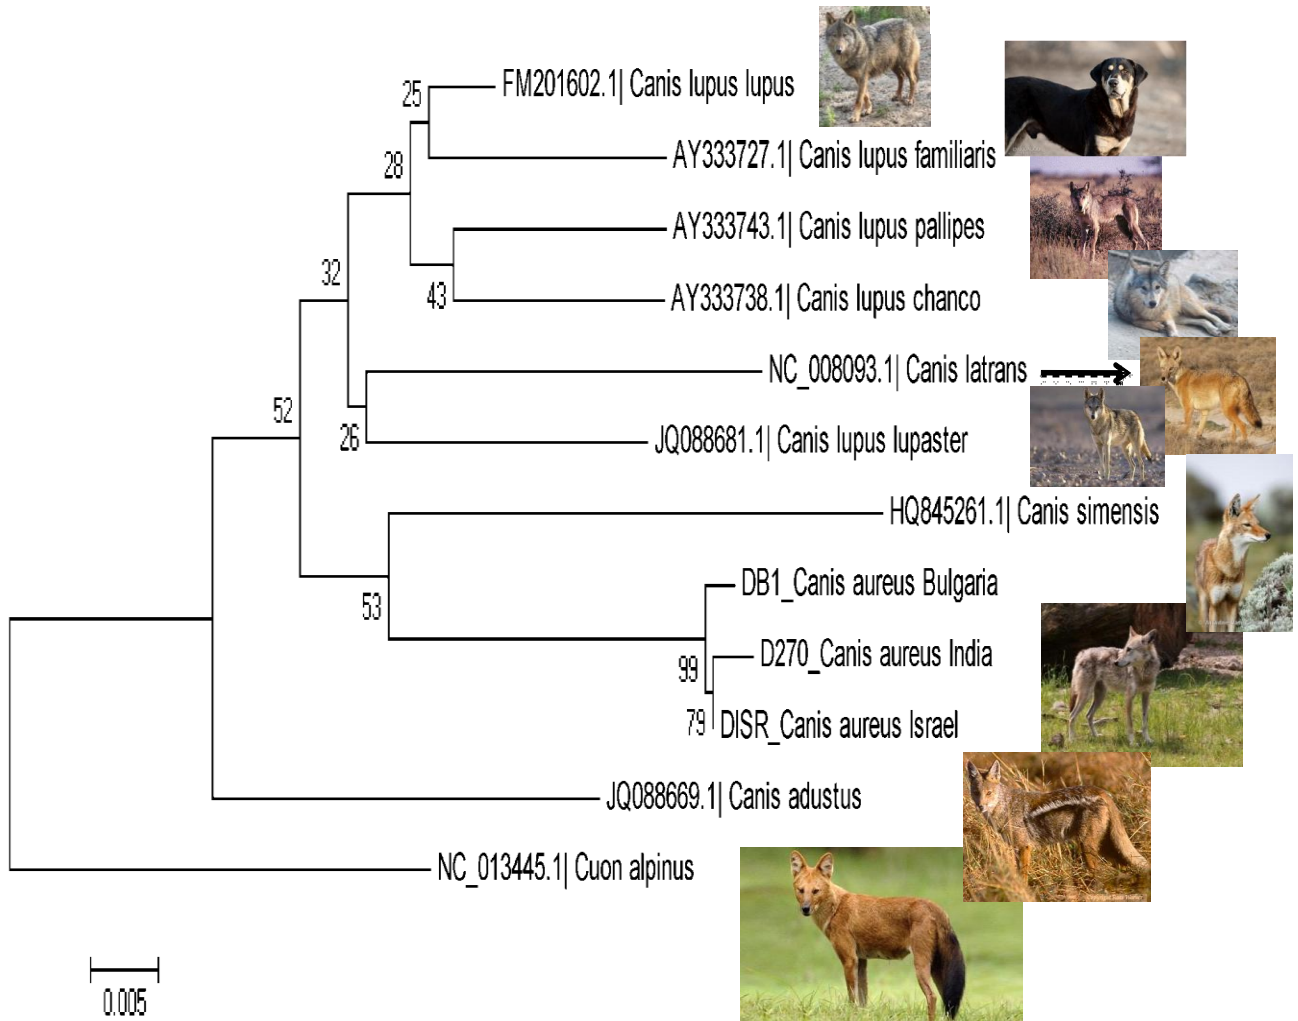 25
FM201602.1| Canis lupus lupus
AY333727.1| Canis lupus familiaris
28
AY333743.1| Canis lupus pallipes
32
43
AY333738.1| Canis lupus chanco
NC_008093.1| Canis latrans
52
26
JQ088681.1| Canis lupus lupaster
HQ845261.1| Canis simensis
53
DB1_Canis aureus Bulgaria
D270_Canis aureus India
99
79
DISR_Canis aureus Israel
JQ088669.1| Canis adustus
NC_013445.1| Cuon alpinus
0.005